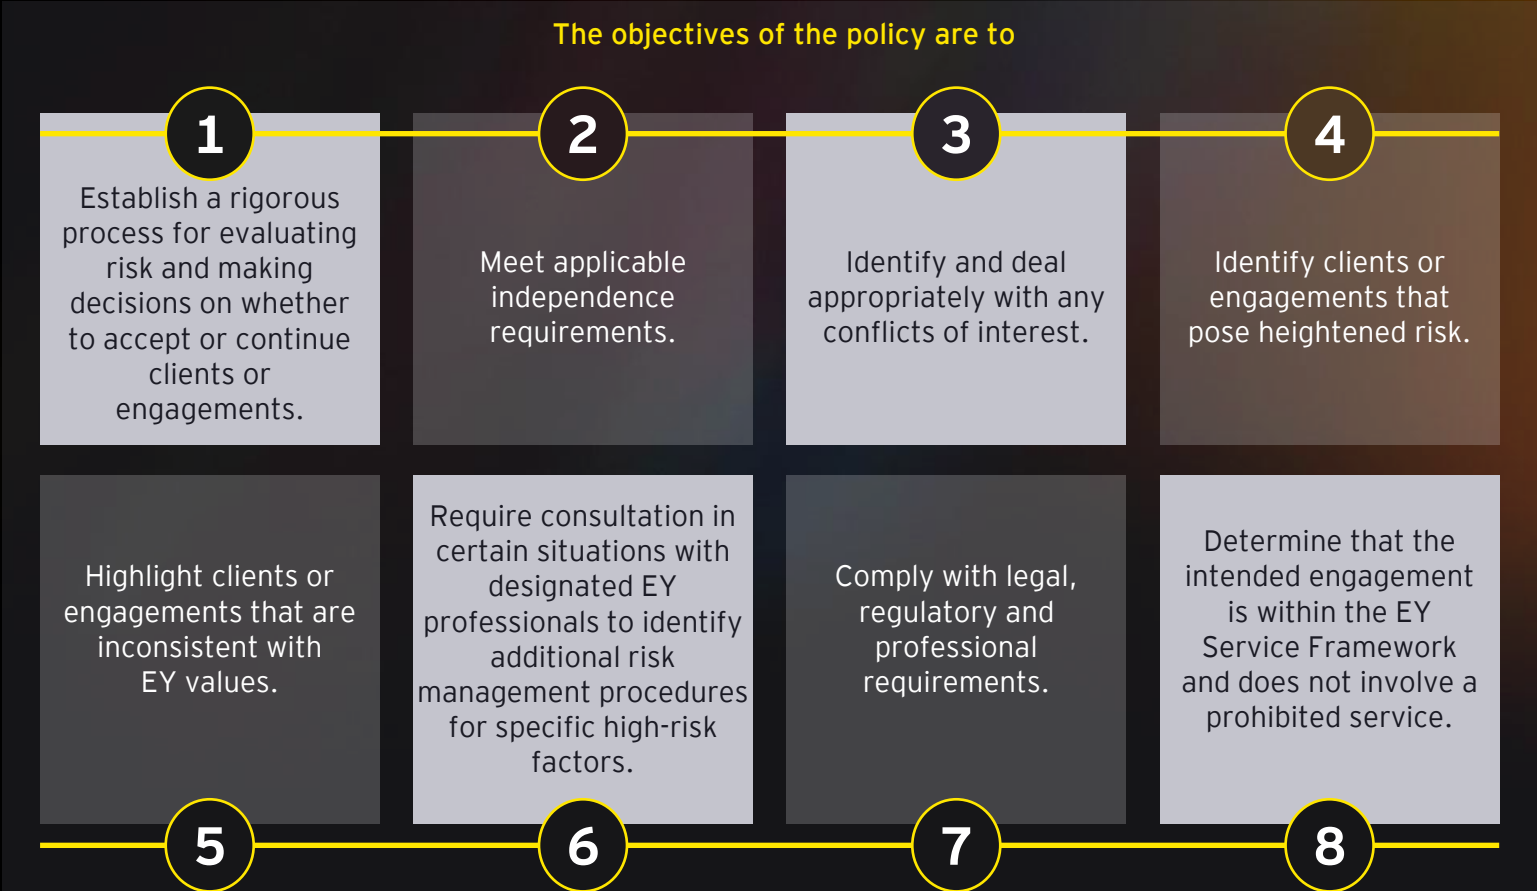 The objectives of the policy are to
1
Establish a rigorous
process for evaluating
risk and making
decisions on whether
to accept or continue
clients or
engagements.
2
Meet applicable
independence
requirements.
3
Identify and deal
appropriately with any
conflicts of interest.
4
Identify clients or
engagements that
pose heightened risk.
Highlight clients or
engagements that are
inconsistent with
EY values.
5
Require consultation in
certain situations with
designated EY
professionals to identify
additional risk
management procedures
for specific high-risk
factors.
6
Comply with legal,
regulatory and
professional
requirements.
7
Determine that the
intended engagement
is within the EY
Service Framework
and does not involve a
prohibited service.
8